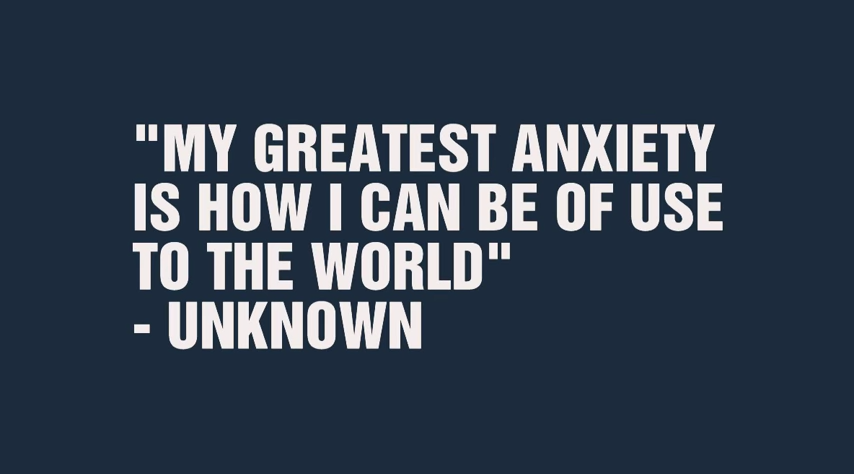 "MY GREATEST ANXIETY
IS HOW I CAN BE OF USE
TO THE WORLD"
- UNKNOWN